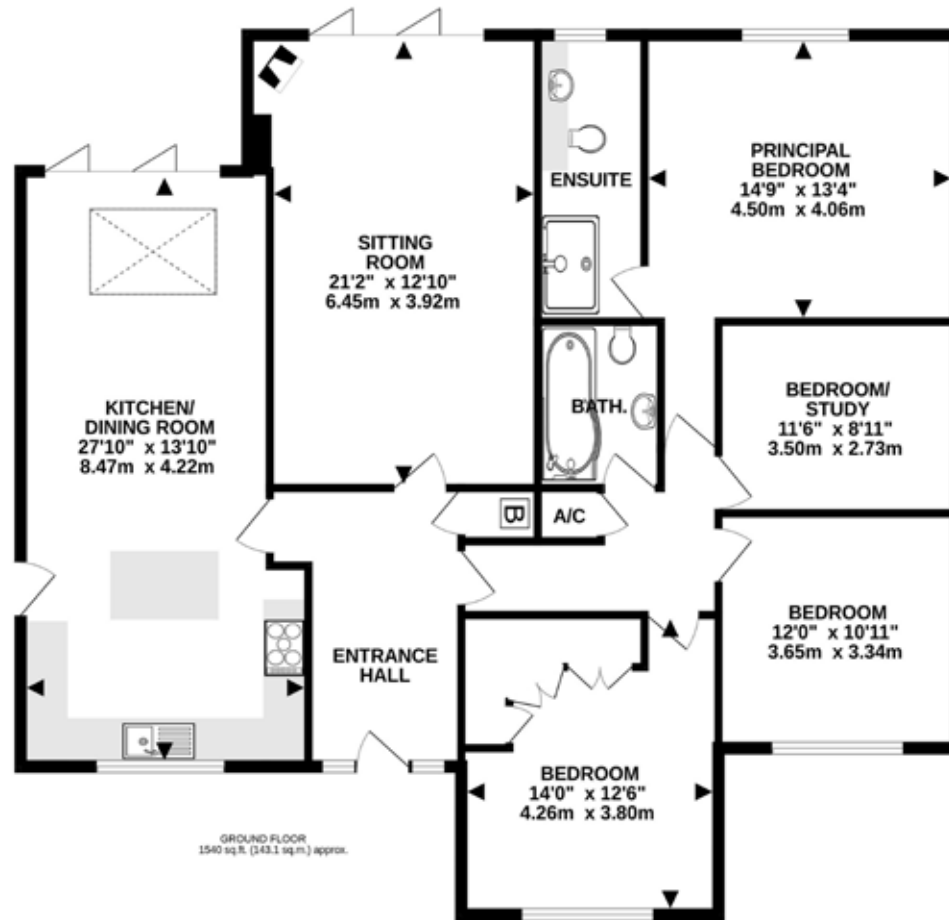 ENSUITE
PRINCIPAL
BEDROOM
14'9" x 13'4"
4.50m x 4.06m
SITTING
ROOM
21'2" x 12'10"
6.45m x 3.92m
KITCHEN/
DINING ROOM
27'10" x 13'10"
8.47m x 4.22m
BATH.
BEDROOM/
STUDY
11'6" x 8'11"
3.50m x 2.73m
B
A/C
BEDROOM
12'0" x 10'11"
3.65m x 3.34m
ENTRANCE
HALL
BEDROOM
14'0" x 12'6"
4.26m x 3.80m
GROUND FLOOR
1540 sq.ft. (143.1 sq.m.) approx.